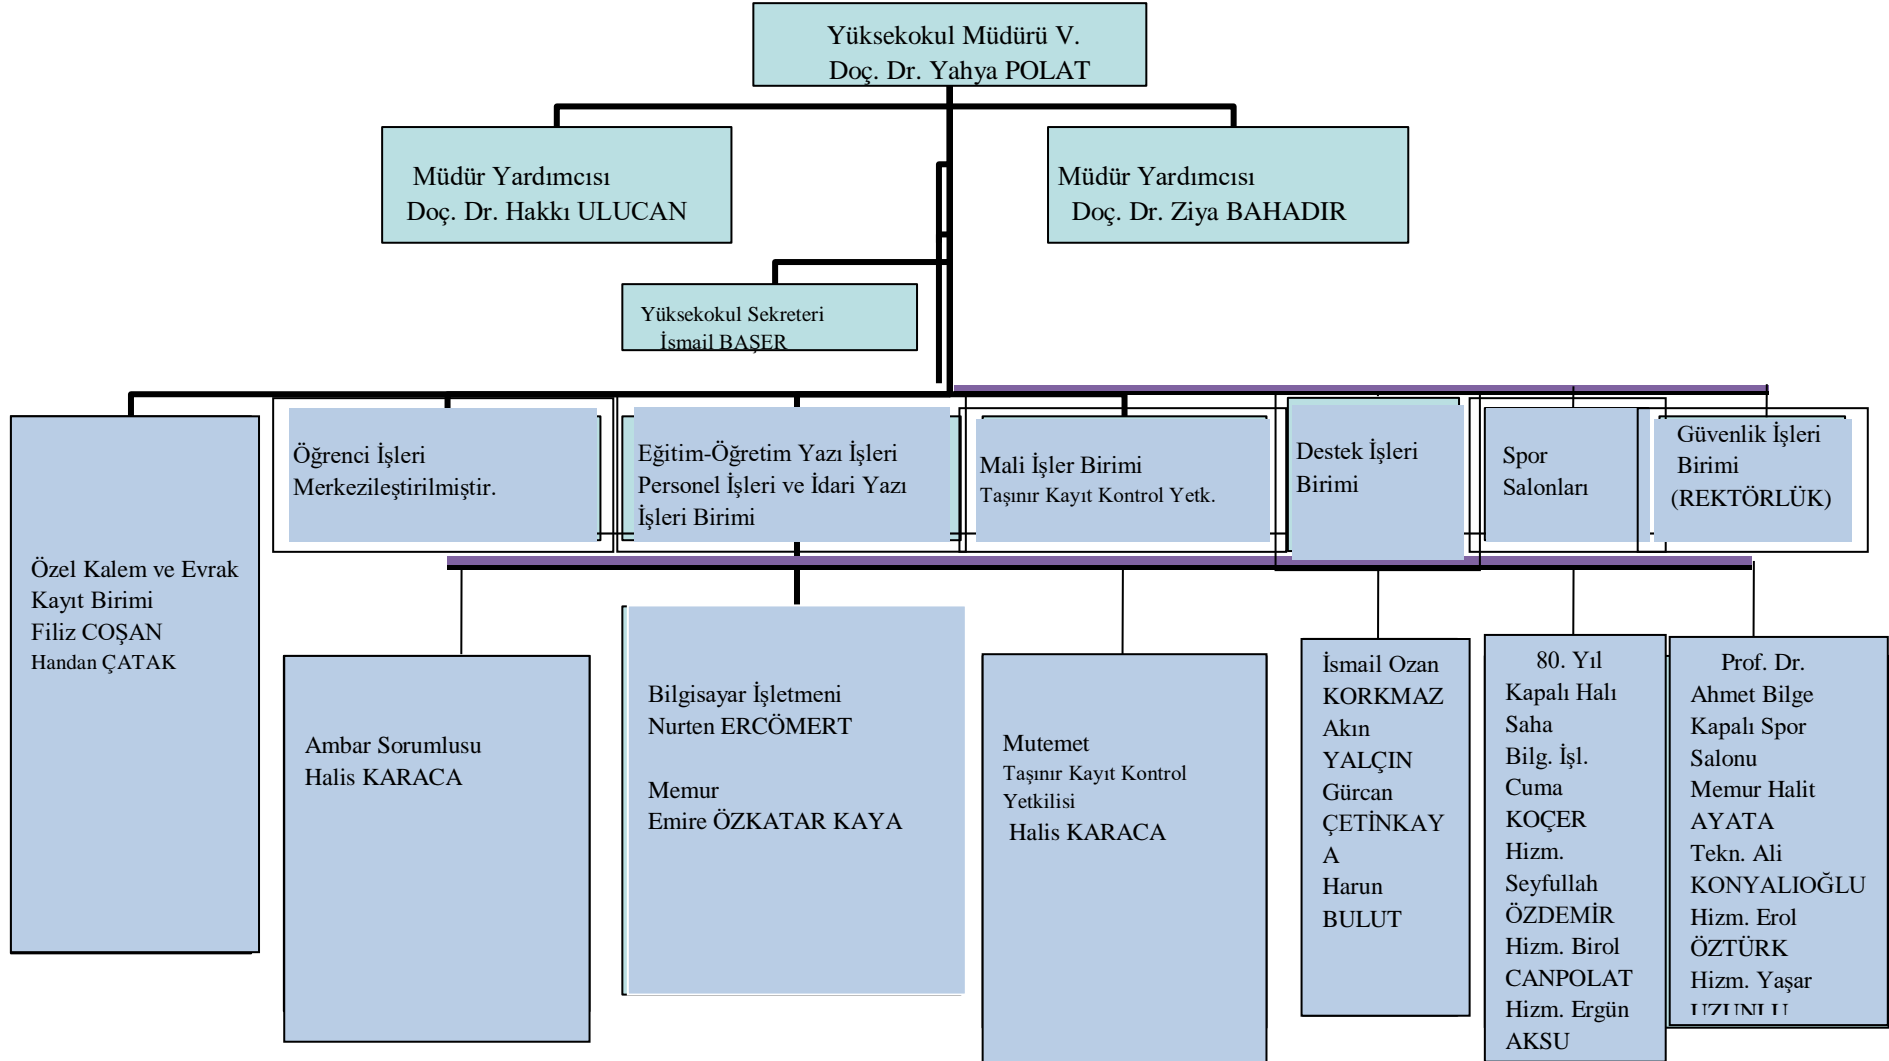 Yüksekokul Müdürü V.
Doç. Dr. Yahya POLAT
Müdür Yardımcısı
Doç. Dr. Hakkı ULUCAN
Müdür Yardımcısı
Doç. Dr. Ziya BAHADIR
Yüksekokul Sekreteri
İsmail BAŞER
Özel Kalem ve Evrak
Kayıt Birimi
Filiz COŞAN
Handan ÇATAK
Öğrenci İşleri
Merkezileştirilmiştir.
Eğitim-Öğretim Yazı İşleri
Personel İşleri ve İdari Yazı
İşleri Birimi
Mali İşler Birimi
Taşınır Kayıt Kontrol Yetk.
Destek İşleri
Birimi
Spor
Salonları
Güvenlik İşleri
Birimi
(REKTÖRLÜK)
Ambar Sorumlusu
Halis KARACA
Bilgisayar İşletmeni
Nurten ERCÖMERT
Memur
Emire ÖZKATAR KAYA
Mutemet
Taşınır Kayıt Kontrol
Yetkilisi
Halis KARACA
İsmail Ozan
KORKMAZ
Akın
YALÇIN
Gürcan
ÇETİNKAY
A
Harun
BULUT
80. Yıl
Kapalı Halı
Saha
Bilg. İşl.
Cuma
KOÇER
Hizm.
Seyfullah
ÖZDEMİR
Hizm. Birol
CANPOLAT
Hizm. Ergün
AKSU
Prof. Dr.
Ahmet Bilge
Kapalı Spor
Salonu
Memur Halit
AYATA
Tekn. Ali
KONYALIOĞLU
Hizm. Erol
ÖZTÜRK
Hizm. Yaşar
UZUNLU